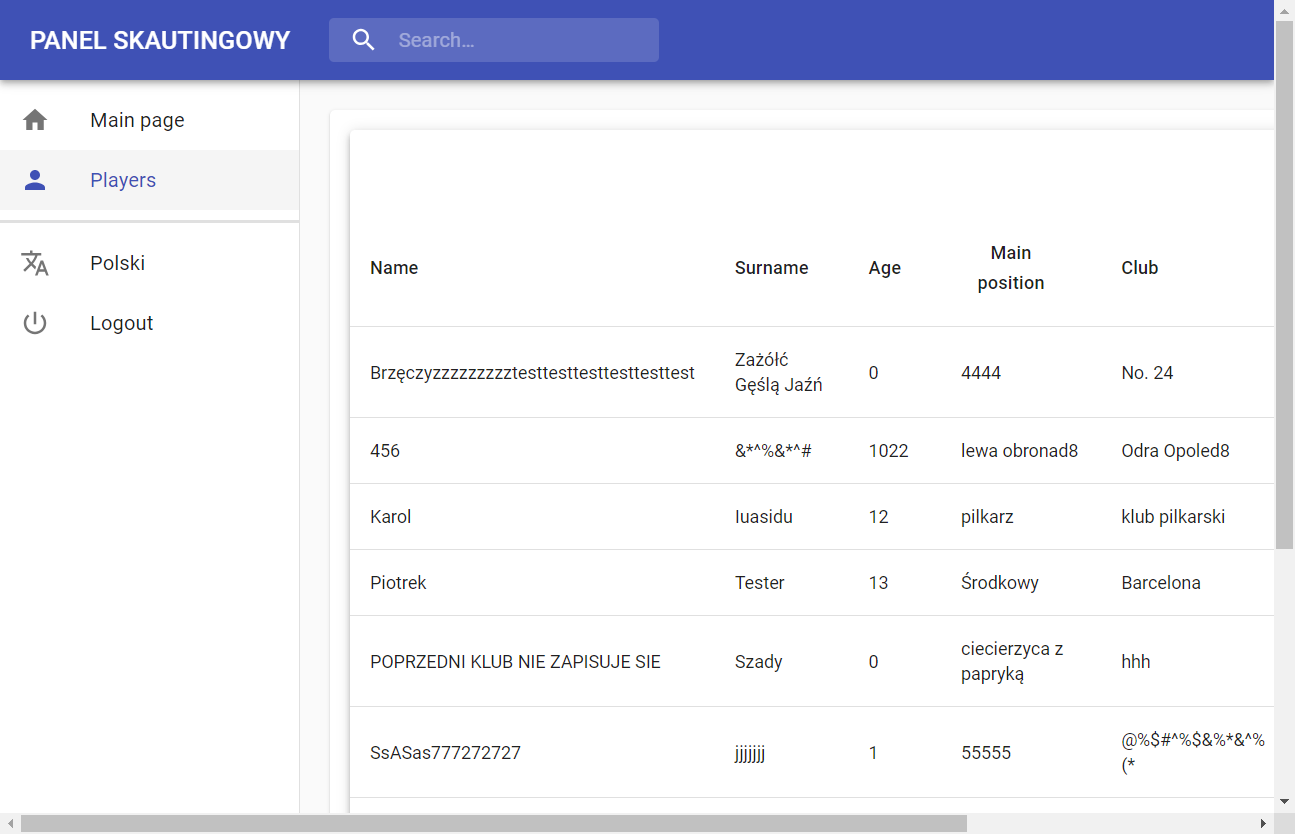 PANEL SKAUTINGOWY
Search…
Main page
Players
Polski
Logout
Name Surname Age Main position Club
Brzęczyzzzzzzzzztesttesttesttesttesttest Zażółć Gęślą Jaźń 0 4444 No. 24
456 &*^%&*^# 1022 lewa obronad8 Odra Opoled8
Karol Iuasidu 12 pilkarz klub pilkarski
Piotrek Tester 13 Środkowy Barcelona
POPRZEDNI KLUB NIE ZAPISUJE SIE Szady 0 ciecierzyca z papryką hhh
SsASas777272727 jjjjjjj 1 55555 @%$#^%$&%*&^%(*